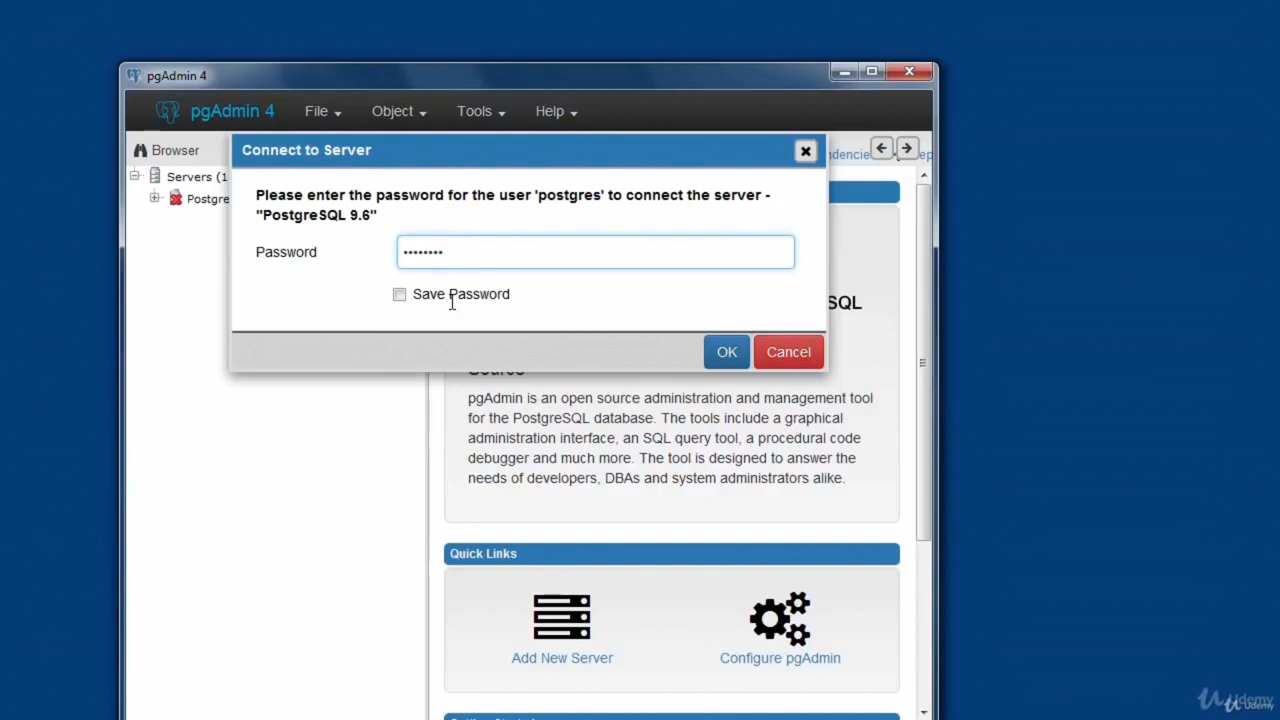 pgAdmin 4
pgAdmin 4 File Object Tools Help
Browser
Servers (1
Postgre
Connect to Server
Please enter the password for the user 'postgres' to connect the server -
"PostgreSQL 9.6"
Password ••••••••
Save Password
OK Cancel
SQL
pgAdmin is an open source administration and management tool
for the PostgreSQL database. The tools include a graphical
administration interface, an SQL query tool, a procedural code
debugger and much more. The tool is designed to answer the
needs of developers, DBAs and system administrators alike.
Quick Links
Add New Server
Configure pgAdmin
Udemy